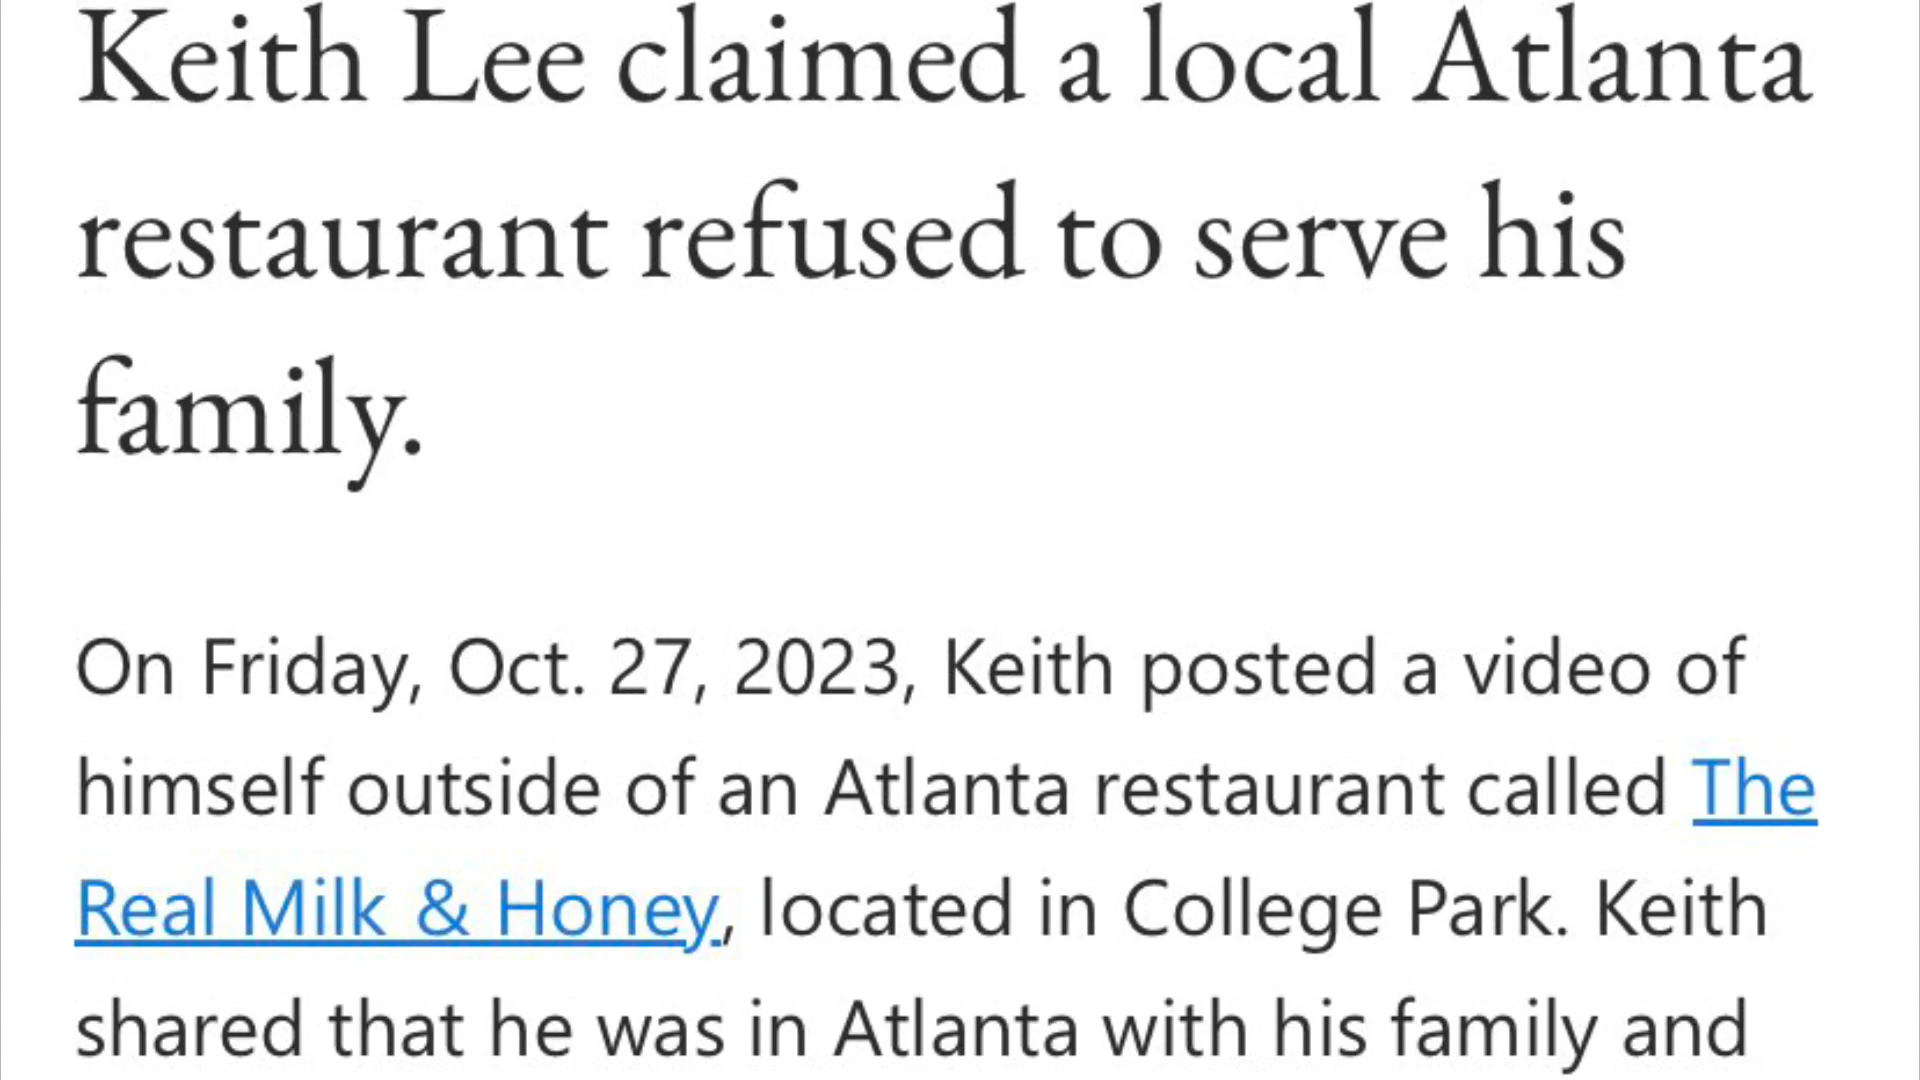 Keith Lee claimed a local Atlanta
restaurant refused to serve his
family.
On Friday, Oct. 27, 2023, Keith posted a video of
himself outside of an Atlanta restaurant called The
Real Milk & Honey, located in College Park. Keith
shared that he was in Atlanta with his family and